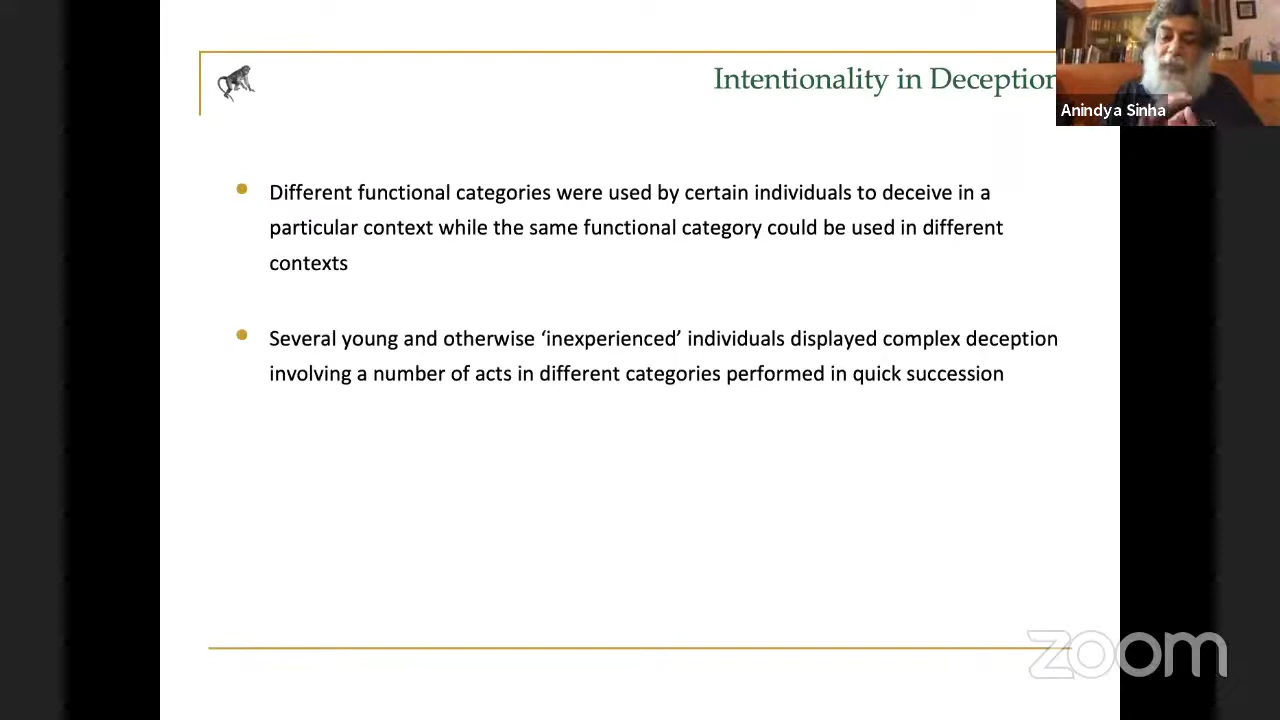 Intentionality in Deception
Anindya Sinha
Different functional categories were used by certain individuals to deceive in a
particular context while the same functional category could be used in different
contexts
Several young and otherwise ‘inexperienced’ individuals displayed complex deception
involving a number of acts in different categories performed in quick succession
zoom